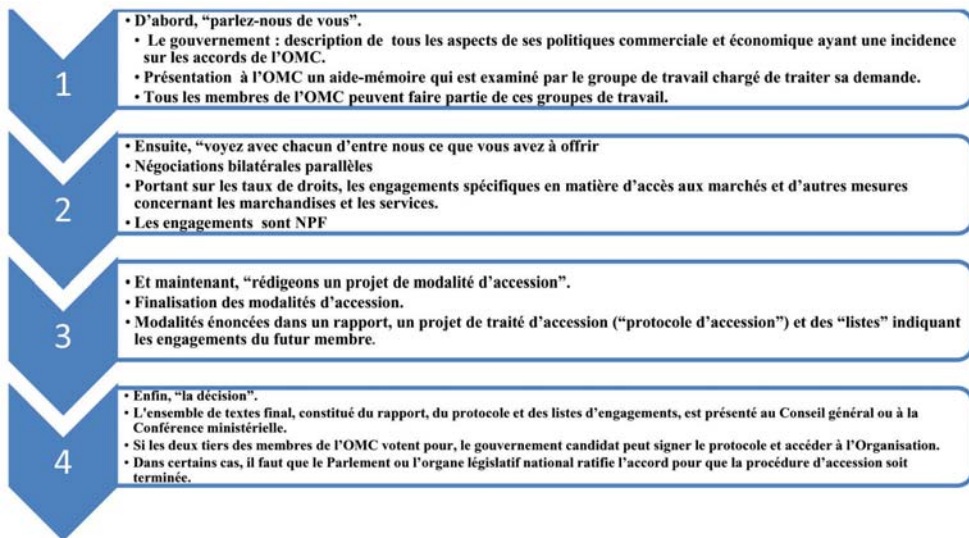 1
• D'abord, “parlez-nous de vous”.
• Le gouvernement : description de tous les aspects de ses politiques commerciale et économique ayant une incidence
sur les accords de l'OMC.
• Présentation à l'OMC un aide-mémoire qui est examiné par le groupe de travail chargé de traiter sa demande.
• Tous les membres de l'OMC peuvent faire partie de ces groupes de travail.
2
• Ensuite, “voyez avec chacun d'entre nous ce que vous avez à offrir
• Négociations bilatérales parallèles
• Portant sur les taux de droits, les engagements spécifiques en matière d'accès aux marchés et d'autres mesures
concernant les marchandises et les services.
• Les engagements sont NPF
3
• Et maintenant, “rédigeons un projet de modalité d'accession”.
• Finalisation des modalités d'accession.
• Modalités énoncées dans un rapport, un projet de traité d'accession (“protocole d'accession”) et des “listes” indiquant
les engagements du futur membre.
4
• Enfin, “la décision”.
• L'ensemble de textes final, constitué du rapport, du protocole et des listes d'engagements, est présenté au Conseil général ou à la
Conférence ministérielle.
• Si les deux tiers des membres de l'OMC votent pour, le gouvernement candidat peut signer le protocole et accéder à l'Organisation.
• Dans certains cas, il faut que le Parlement ou l'organe législatif national ratifie l'accord pour que la procédure d'accession soit
terminée.